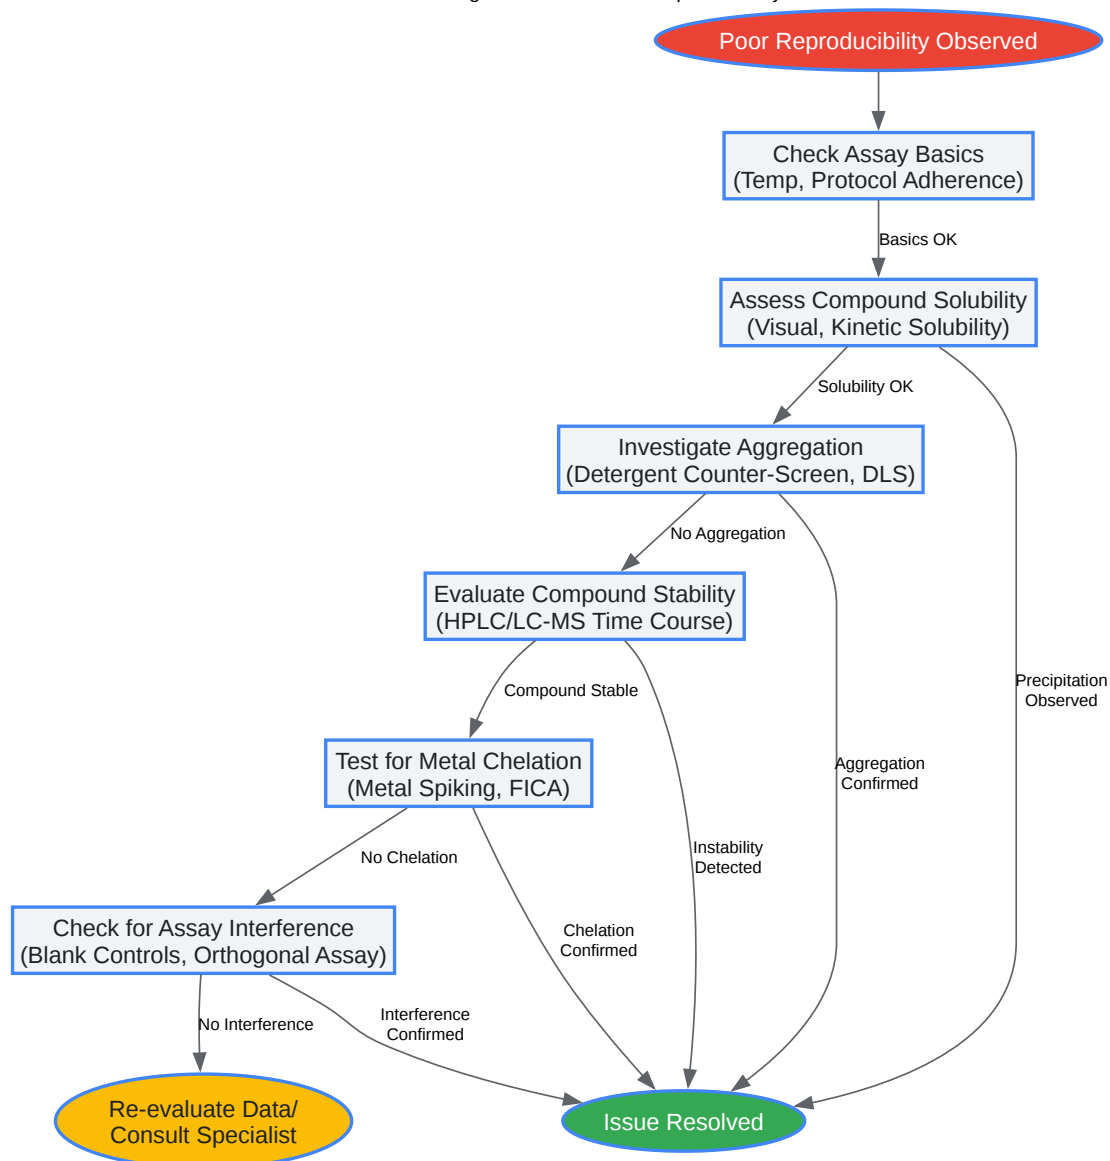 Poor Reproducibility Observed
Check Assay Basics
(Temp, Protocol Adherence)
Basics OK
Assess Compound Solubility
(Visual, Kinetic Solubility)
Solubility OK
Investigate Aggregation
(Detergent Counter-Screen, DLS)
No Aggregation
Evaluate Compound Stability
(HPLC/LC-MS Time Course)
Compound Stable
Precipitation
Observed
Test for Metal Chelation
(Metal Spiking, FICA)
Aggregation
Confirmed
No Chelation
Instability
Detected
Check for Assay Interference
(Blank Controls, Orthogonal Assay)
Chelation
Confirmed
No Interference
Interference
Confirmed
Re-evaluate Data/
Consult Specialist
Issue Resolved